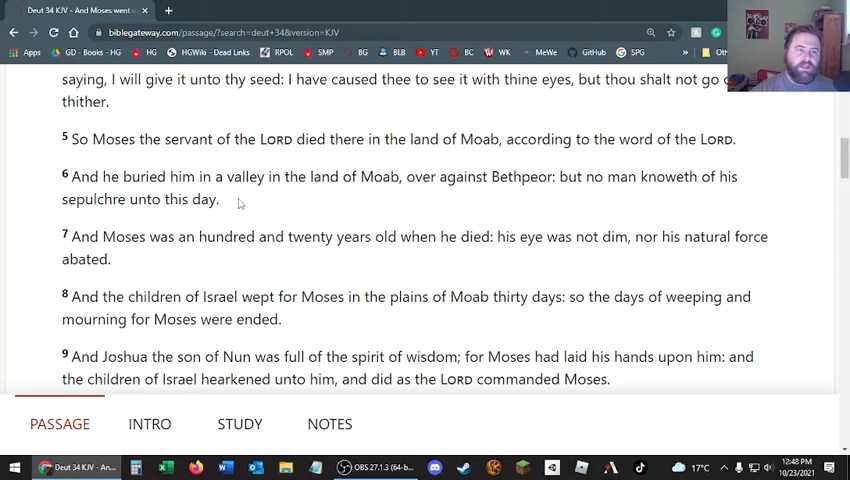 Deut 34 KJV - And Moses went u
biblegateway.com/passage/?search=deut+34&version=KJV
Apps GD - Books - HG HG HGWiki - Dead Links RPOL SMP BG BLB YT BC WK MeWe GitHub SPG » Oth
saying, I will give it unto thy seed: I have caused thee to see it with thine eyes, but thou shalt not go
thither.
5 So Moses the servant of the LORD died there in the land of Moab, according to the word of the LORD.
6 And he buried him in a valley in the land of Moab, over against Bethpeor: but no man knoweth of his
sepulchre unto this day.
7 And Moses was an hundred and twenty years old when he died: his eye was not dim, nor his natural force
abated.
8 And the children of Israel wept for Moses in the plains of Moab thirty days: so the days of weeping and
mourning for Moses were ended.
9 And Joshua the son of Nun was full of the spirit of wisdom; for Moses had laid his hands upon him: and
the children of Israel hearkened unto him, and did as the LORD commanded Moses.
PASSAGE INTRO STUDY NOTES
Deut 34 KJV - An... OBS 27.1.3 (64-b... 17°C 12:48 PM
10/23/2021